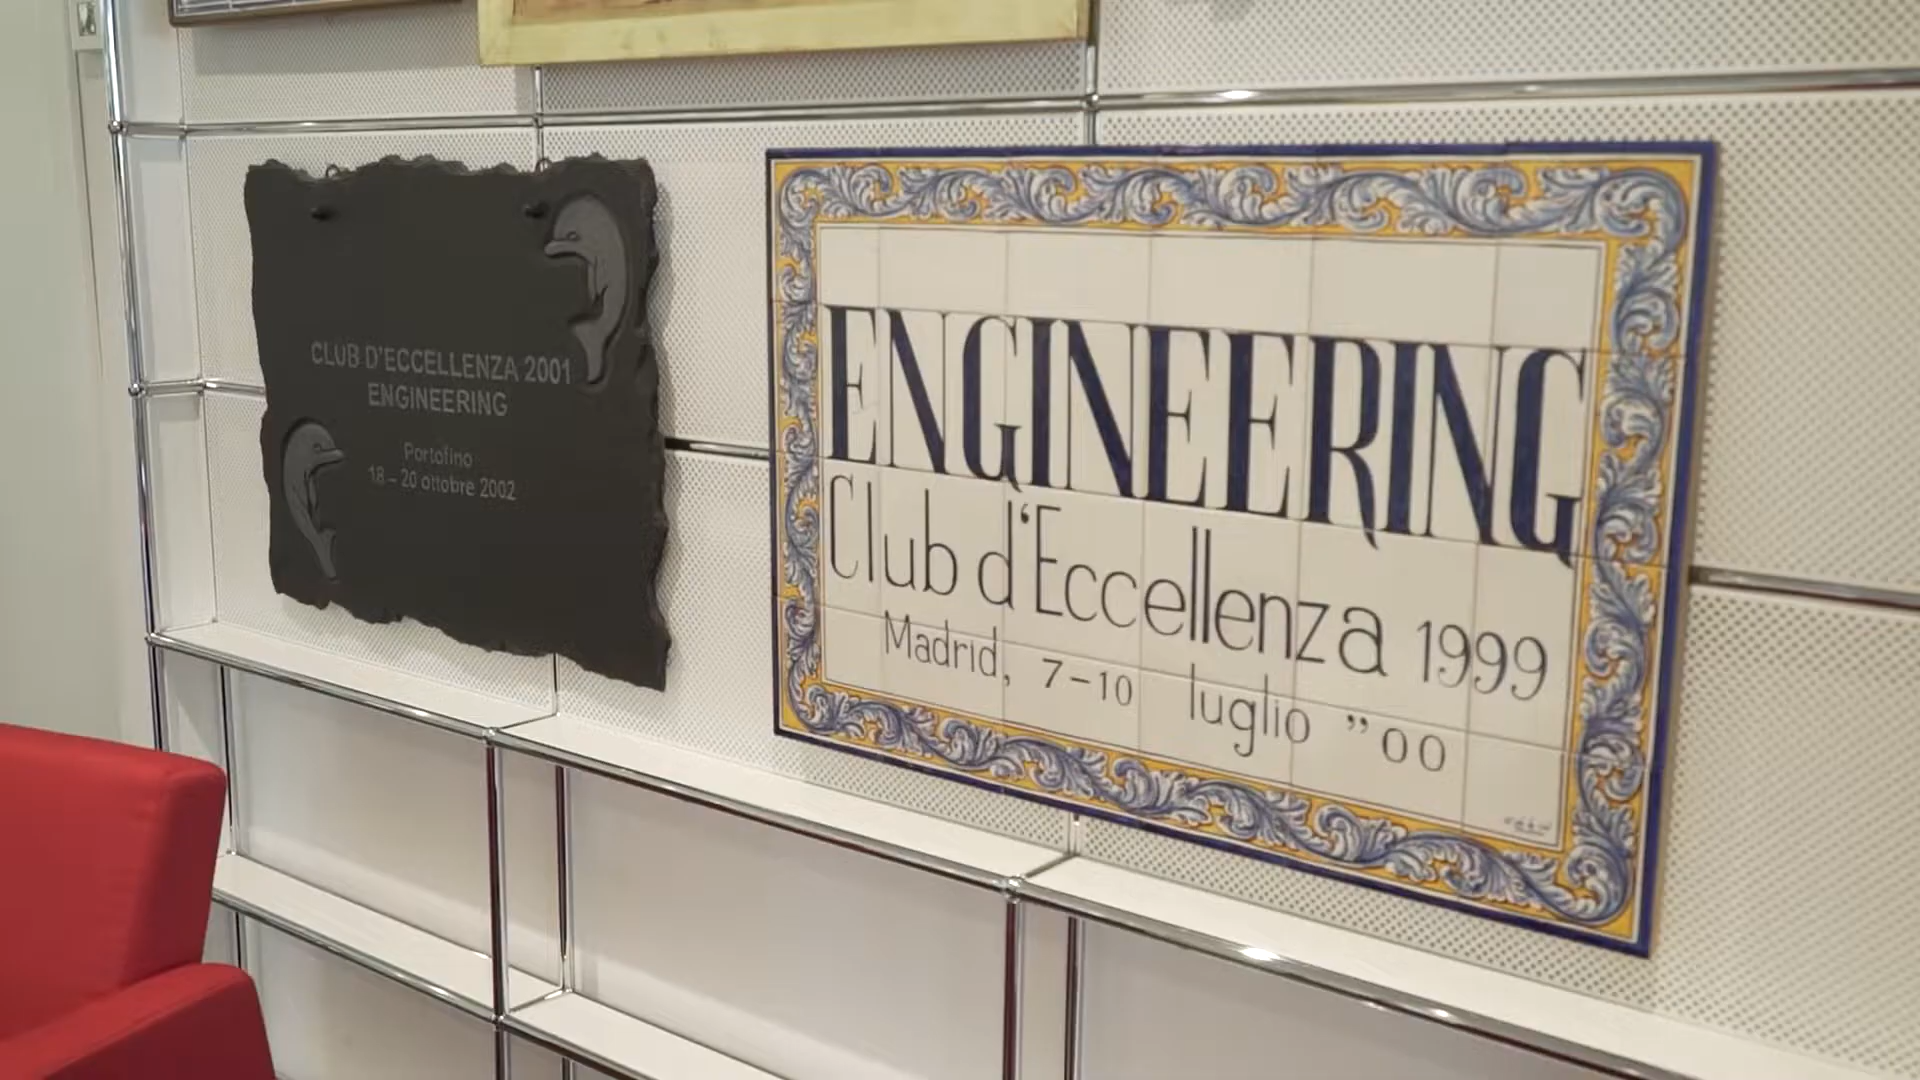 CLUB D'ECCELLENZA 2001
ENGINEERING
Portofino
18 – 20 ottobre 2002
ENGINEERING
Club d‘Eccellenza 1999
Madrid, 7-10 luglio ”00